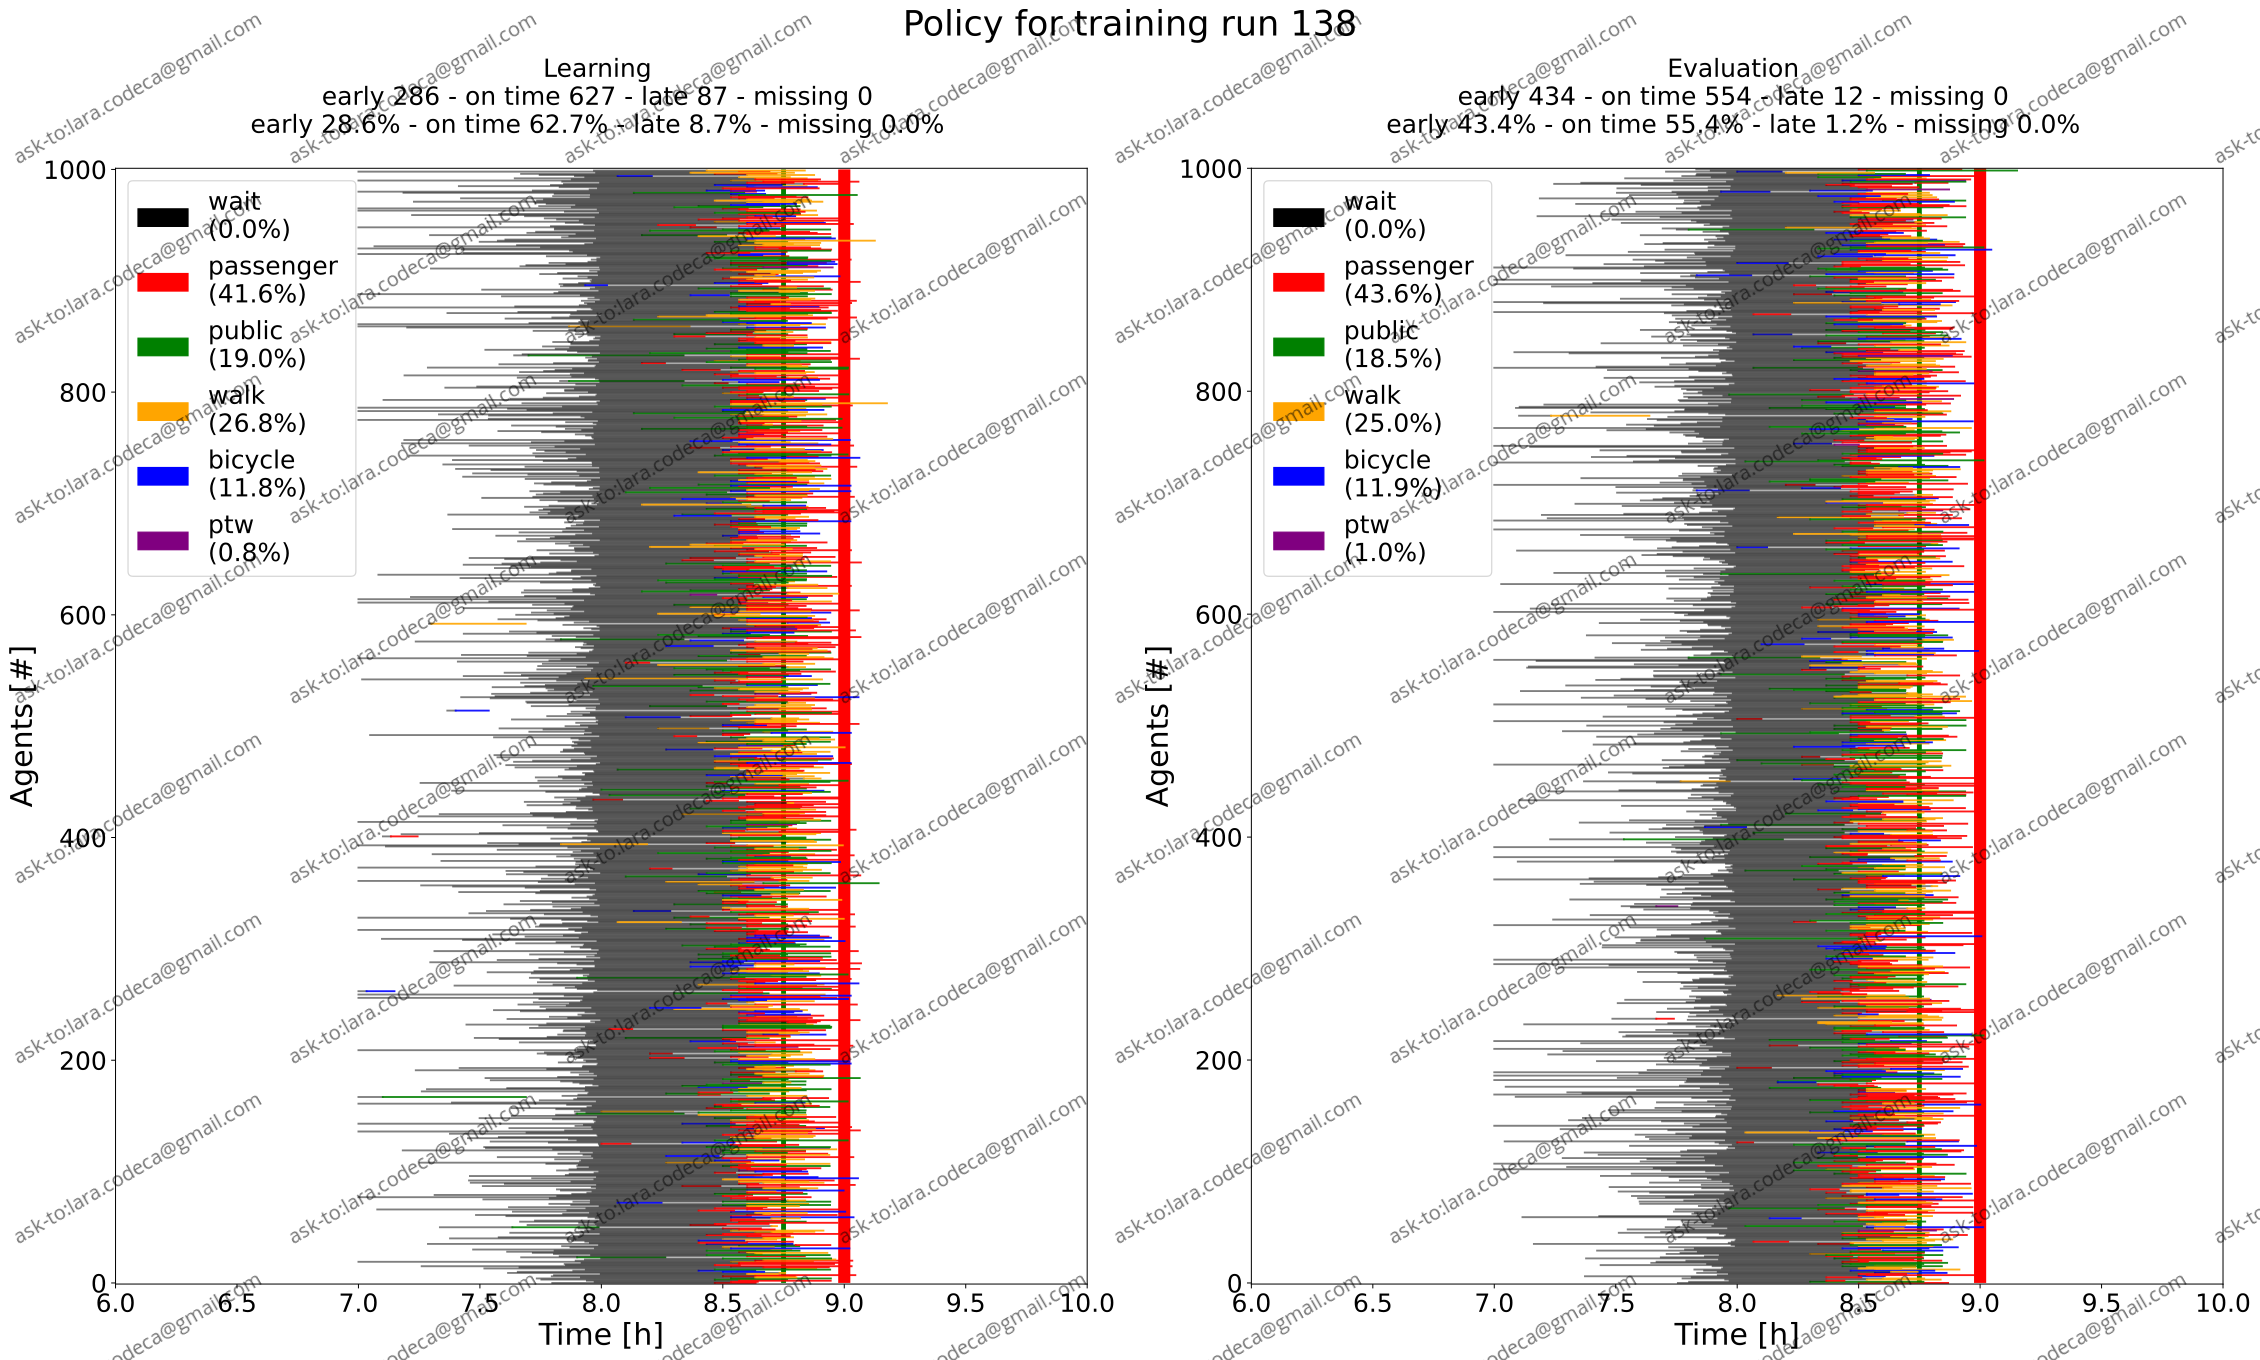 Policy for training run 138
Learning
early 286 - on time 627 - late 87 - missing 0
early 28.6% - on time 62.7% - late 8.7% - missing 0.0%
1000
800
600
400
200
0
Agents [#]
wait
(0.0%)
passenger
(41.6%)
public
(19.0%)
walk
(26.8%)
bicycle
(11.8%)
ptw
(0.8%)
6.0 6.5 7.0 7.5 8.0 8.5 9.0 9.5 10.0
Time [h]
Evaluation
early 434 - on time 554 - late 12 - missing 0
early 43.4% - on time 55.4% - late 1.2% - missing 0.0%
1000
800
600
400
200
0
Agents [#]
wait
(0.0%)
passenger
(43.6%)
public
(18.5%)
walk
(25.0%)
bicycle
(11.9%)
ptw
(1.0%)
6.0 6.5 7.0 7.5 8.0 8.5 9.0 9.5 10.0
Time [h]
ask-to:lara.codeca@gmail.com